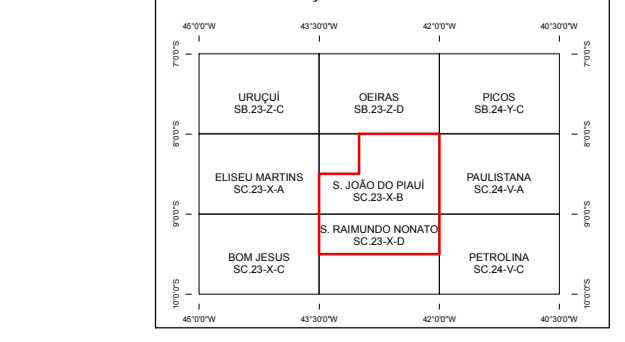 45°0'0"W 43°30'0"W 42°0'0"W 40°30'0"W
7°0'0"S 7°0'0"S
URUÇUÍ OEIRAS PICOS
SB.23-Z-C SB.23-Z-D SB.24-Y-C
8°0'0"S 8°0'0"S
ELISEU MARTINS S. JOÃO DO PIAUÍ PAULISTANA
SC.23-X-A SC.23-X-B SC.24-V-A
9°0'0"S 9°0'0"S
S. RAIMUNDO NONATO
SC.23-X-D
BOM JESUS PETROLINA
SC.23-X-C SC.24-V-C
10°0'0"S 10°0'0"S
45°0'0"W 43°30'0"W 42°0'0"W 40°30'0"W